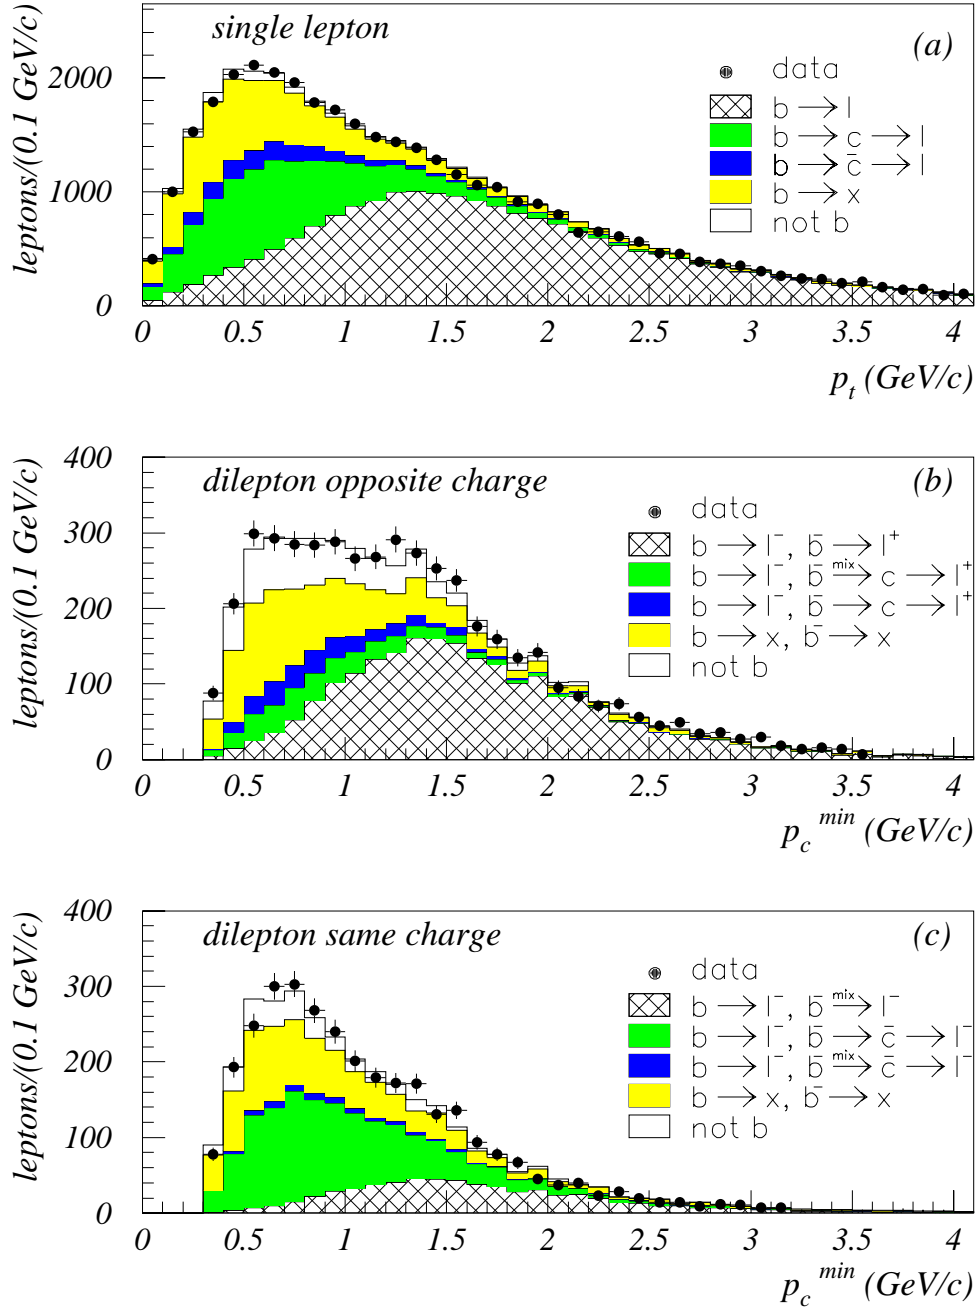 single lepton
(a)
leptons/(0.1 GeV/c)
2000
1000
0
data
b → l
b → c → l
b → c̄ → l
b → x
not b
0 0.5 1 1.5 2 2.5 3 3.5 4
p_t (GeV/c)
dilepton opposite charge
(b)
leptons/(0.1 GeV/c)
400
300
200
100
0
data
b → l⁻, b̄ → l⁺
b → l⁻, b̄ mix→ c → l⁺
b → l⁻, b̄ → c → l⁺
b → x, b̄ → x
not b
0 0.5 1 1.5 2 2.5 3 3.5 4
p_c^min (GeV/c)
dilepton same charge
(c)
leptons/(0.1 GeV/c)
400
300
200
100
0
data
b → l⁻, b̄ mix→ l⁻
b → l⁻, b̄ → c̄ → l⁻
b → l⁻, b̄ mix→ c̄ → l⁻
b → x, b̄ → x
not b
0 0.5 1 1.5 2 2.5 3 3.5 4
p_c^min (GeV/c)